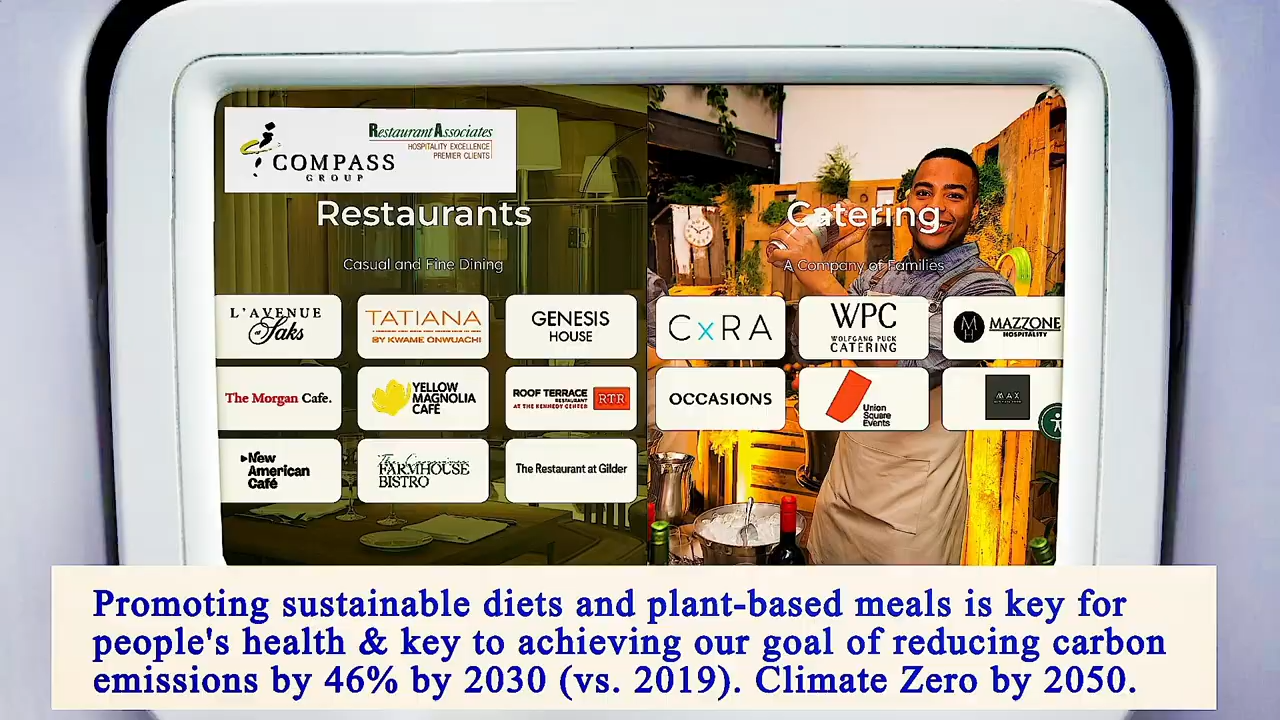 COMPASS
GROUP
Restaurant Associates
HOSPITALITY EXCELLENCE
PREMIER CLIENTS
Restaurants
Casual and Fine Dining
L'AVENUE
Saks
TATIANA
BY KWAME ONWUACHI
GENESIS
HOUSE
The Morgan Cafe.
YELLOW
MAGNOLIA
CAFÉ
ROOF TERRACE
RESTAURANT
AT THE KENNEDY CENTER
RTR
New
American
Café
FARMHOUSE
BISTRO
The Restaurant at Gilder
Catering
A Company of Families
CxRA
WPC
WOLFGANG PUCK
CATERING
MH
MAZZONE
HOSPITALITY
OCCASIONS
Union
Square
Events
MAX
Promoting sustainable diets and plant-based meals is key for
people's health & key to achieving our goal of reducing carbon
emissions by 46% by 2030 (vs. 2019). Climate Zero by 2050.